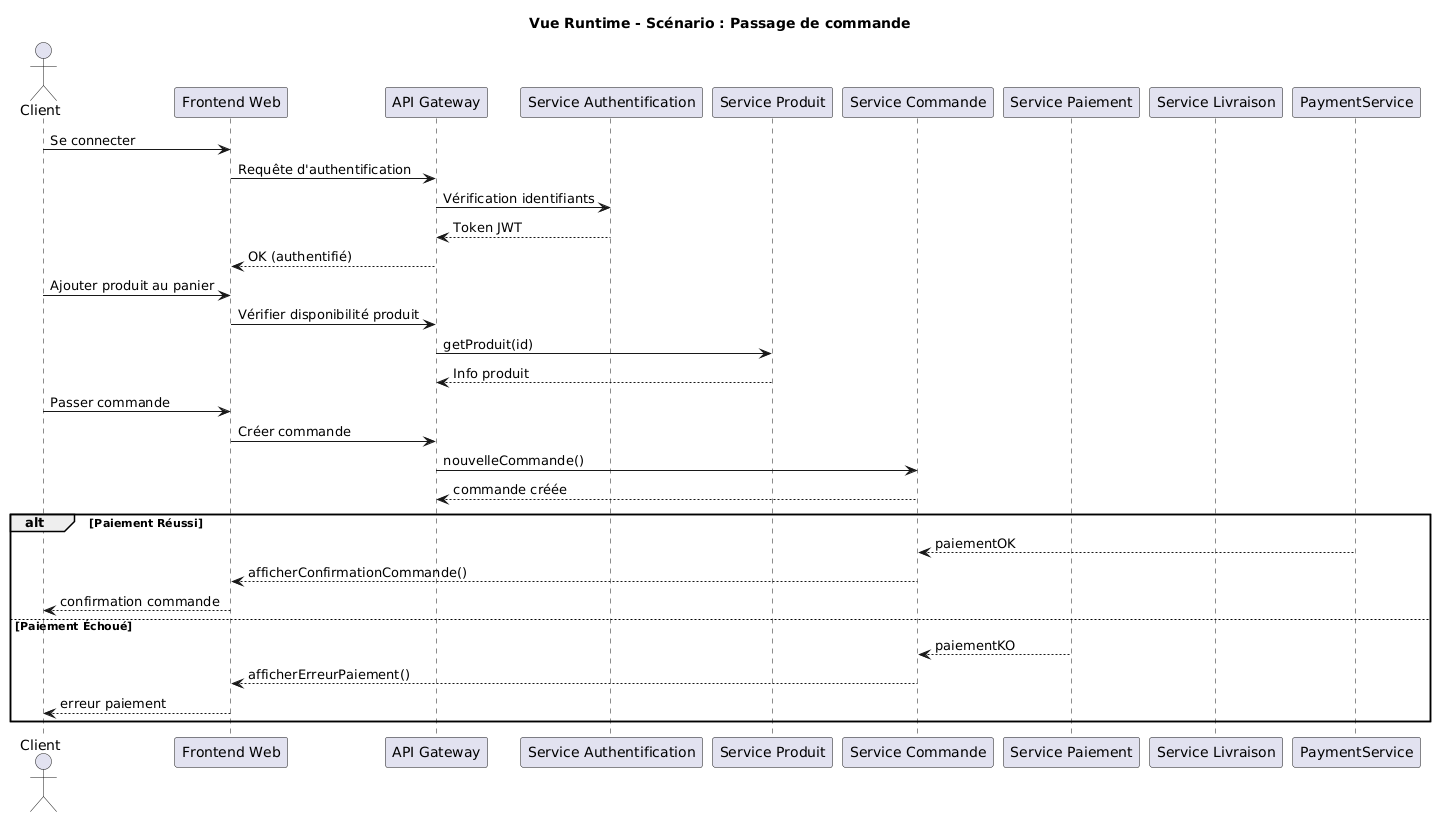 Vue Runtime - Scénario : Passage de commande
Client
Frontend Web
API Gateway
Service Authentification
Service Produit
Service Commande
Service Paiement
Service Livraison
PaymentService
Se connecter
Requête d'authentification
Vérification identifiants
Token JWT
OK (authentifié)
Ajouter produit au panier
Vérifier disponibilité produit
getProduit(id)
Info produit
Passer commande
Créer commande
nouvelleCommande()
commande créée
alt
[Paiement Réussi]
paiementOK
afficherConfirmationCommande()
confirmation commande
[Paiement Échoué]
paiementKO
afficherErreurPaiement()
erreur paiement
Client
Frontend Web
API Gateway
Service Authentification
Service Produit
Service Commande
Service Paiement
Service Livraison
PaymentService